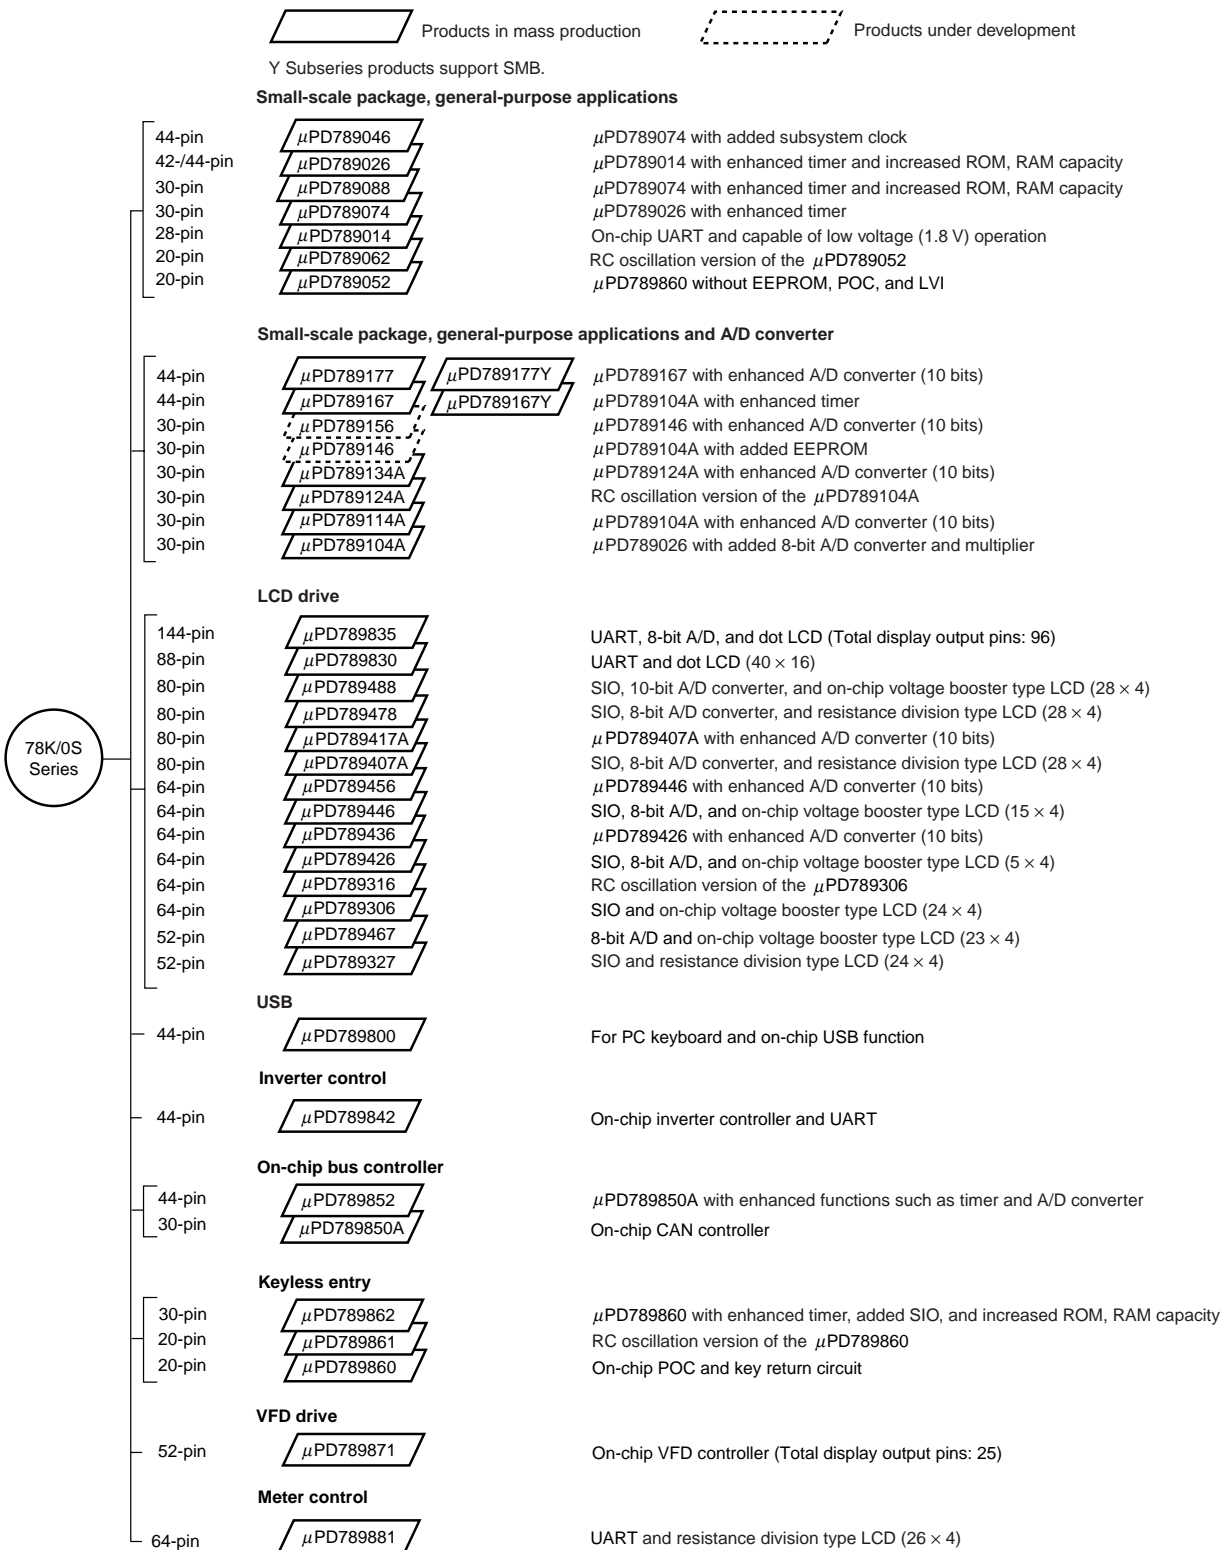 Products in mass production Products under development
Y Subseries products support SMB.
Small-scale package, general-purpose applications
44-pin μPD789046 μPD789074 with added subsystem clock
42-/44-pin μPD789026 μPD789014 with enhanced timer and increased ROM, RAM capacity
30-pin μPD789088 μPD789074 with enhanced timer and increased ROM, RAM capacity
30-pin μPD789074 μPD789026 with enhanced timer
28-pin μPD789014 On-chip UART and capable of low voltage (1.8 V) operation
20-pin μPD789062 RC oscillation version of the μPD789052
20-pin μPD789052 μPD789860 without EEPROM, POC, and LVI
Small-scale package, general-purpose applications and A/D converter
44-pin μPD789177 μPD789177Y μPD789167 with enhanced A/D converter (10 bits)
44-pin μPD789167 μPD789167Y μPD789104A with enhanced timer
30-pin μPD789156 μPD789146 with enhanced A/D converter (10 bits)
30-pin μPD789146 μPD789104A with added EEPROM
30-pin μPD789134A μPD789124A with enhanced A/D converter (10 bits)
30-pin μPD789124A RC oscillation version of the μPD789104A
30-pin μPD789114A μPD789104A with enhanced A/D converter (10 bits)
30-pin μPD789104A μPD789026 with added 8-bit A/D converter and multiplier
LCD drive
144-pin μPD789835 UART, 8-bit A/D, and dot LCD (Total display output pins: 96)
88-pin μPD789830 UART and dot LCD (40 × 16)
80-pin μPD789488 SIO, 10-bit A/D converter, and on-chip voltage booster type LCD (28 × 4)
80-pin μPD789478 SIO, 8-bit A/D converter, and resistance division type LCD (28 × 4)
80-pin μPD789417A μPD789407A with enhanced A/D converter (10 bits)
80-pin μPD789407A SIO, 8-bit A/D converter, and resistance division type LCD (28 × 4)
64-pin μPD789456 μPD789446 with enhanced A/D converter (10 bits)
64-pin μPD789446 SIO, 8-bit A/D, and on-chip voltage booster type LCD (15 × 4)
64-pin μPD789436 μPD789426 with enhanced A/D converter (10 bits)
64-pin μPD789426 SIO, 8-bit A/D, and on-chip voltage booster type LCD (5 × 4)
64-pin μPD789316 RC oscillation version of the μPD789306
64-pin μPD789306 SIO and on-chip voltage booster type LCD (24 × 4)
52-pin μPD789467 8-bit A/D and on-chip voltage booster type LCD (23 × 4)
52-pin μPD789327 SIO and resistance division type LCD (24 × 4)
78K/0S
Series
USB
44-pin μPD789800 For PC keyboard and on-chip USB function
Inverter control
44-pin μPD789842 On-chip inverter controller and UART
On-chip bus controller
44-pin μPD789852 μPD789850A with enhanced functions such as timer and A/D converter
30-pin μPD789850A On-chip CAN controller
Keyless entry
30-pin μPD789862 μPD789860 with enhanced timer, added SIO, and increased ROM, RAM capacity
20-pin μPD789861 RC oscillation version of the μPD789860
20-pin μPD789860 On-chip POC and key return circuit
VFD drive
52-pin μPD789871 On-chip VFD controller (Total display output pins: 25)
Meter control
64-pin μPD789881 UART and resistance division type LCD (26 × 4)